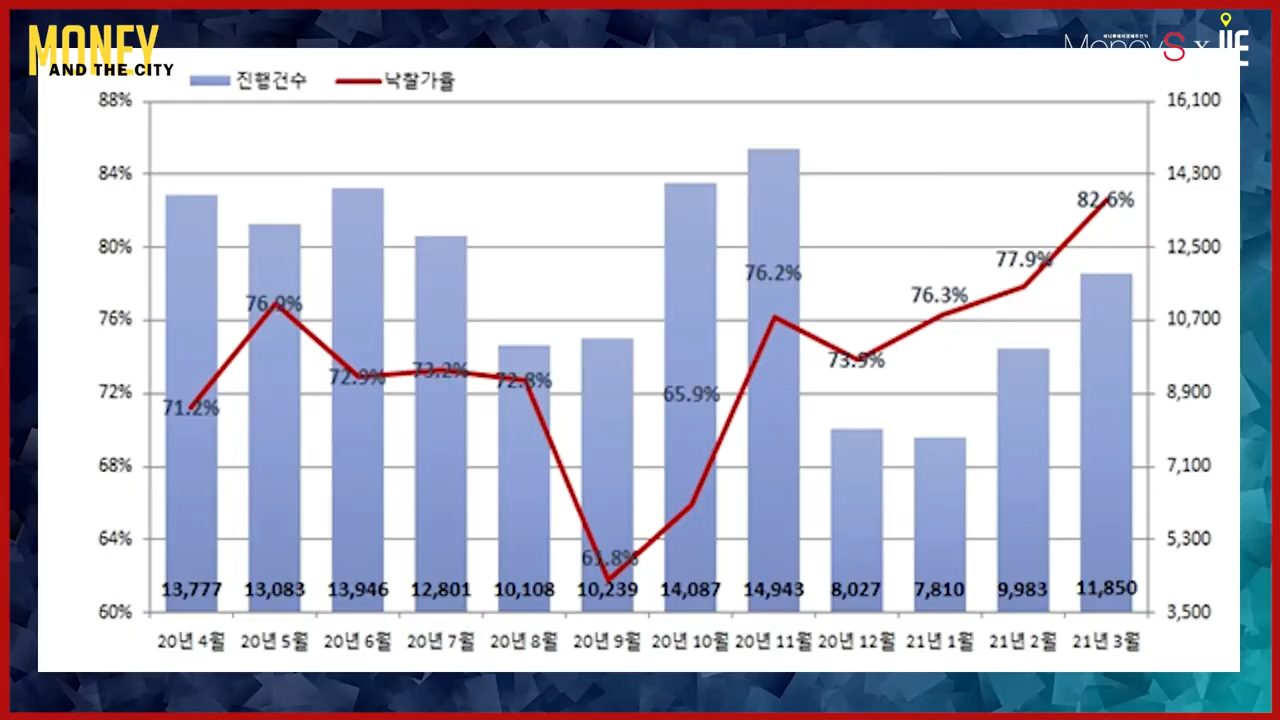 MONEY
AND THE CITY
MoneyS x
진행건수 낙찰가율
88% 16,100
84% 14,300
82.6%
80% 12,500
77.9%
76.2%
76.3%
76.9%
76% 10,700
73.9%
72.9% 73.2% 72.8%
72% 65.9% 8,900
71.2%
68% 7,100
64% 5,300
61.8%
13,777 13,083 13,946 12,801 10,108 10,239 14,087 14,943 8,027 7,810 9,983 11,850
60% 3,500
20년 4월 20년 5월 20년 6월 20년 7월 20년 8월 20년 9월 20년 10월 20년 11월 20년 12월 21년 1월 21년 2월 21년 3월